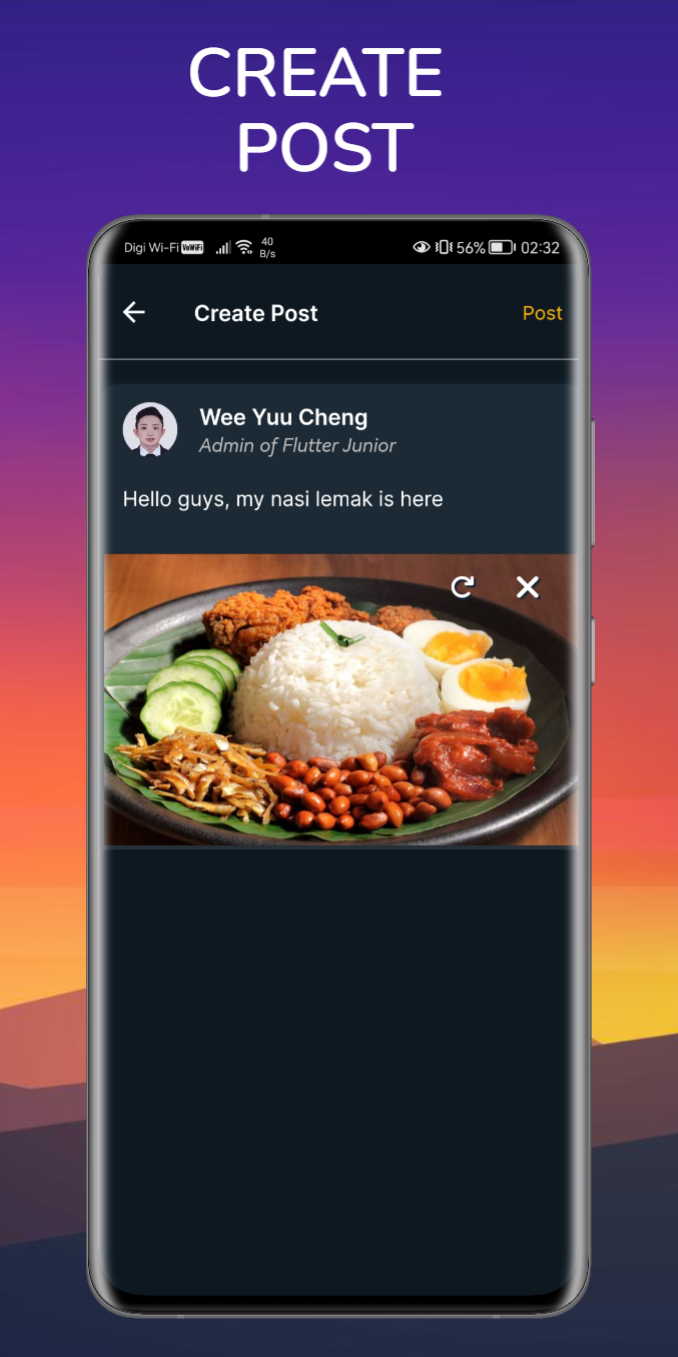 CREATE
POST
Digi Wi-Fi VoWiFi 40 B/s 56% 02:32
Create Post Post
Wee Yuu Cheng
Admin of Flutter Junior
Hello guys, my nasi lemak is here